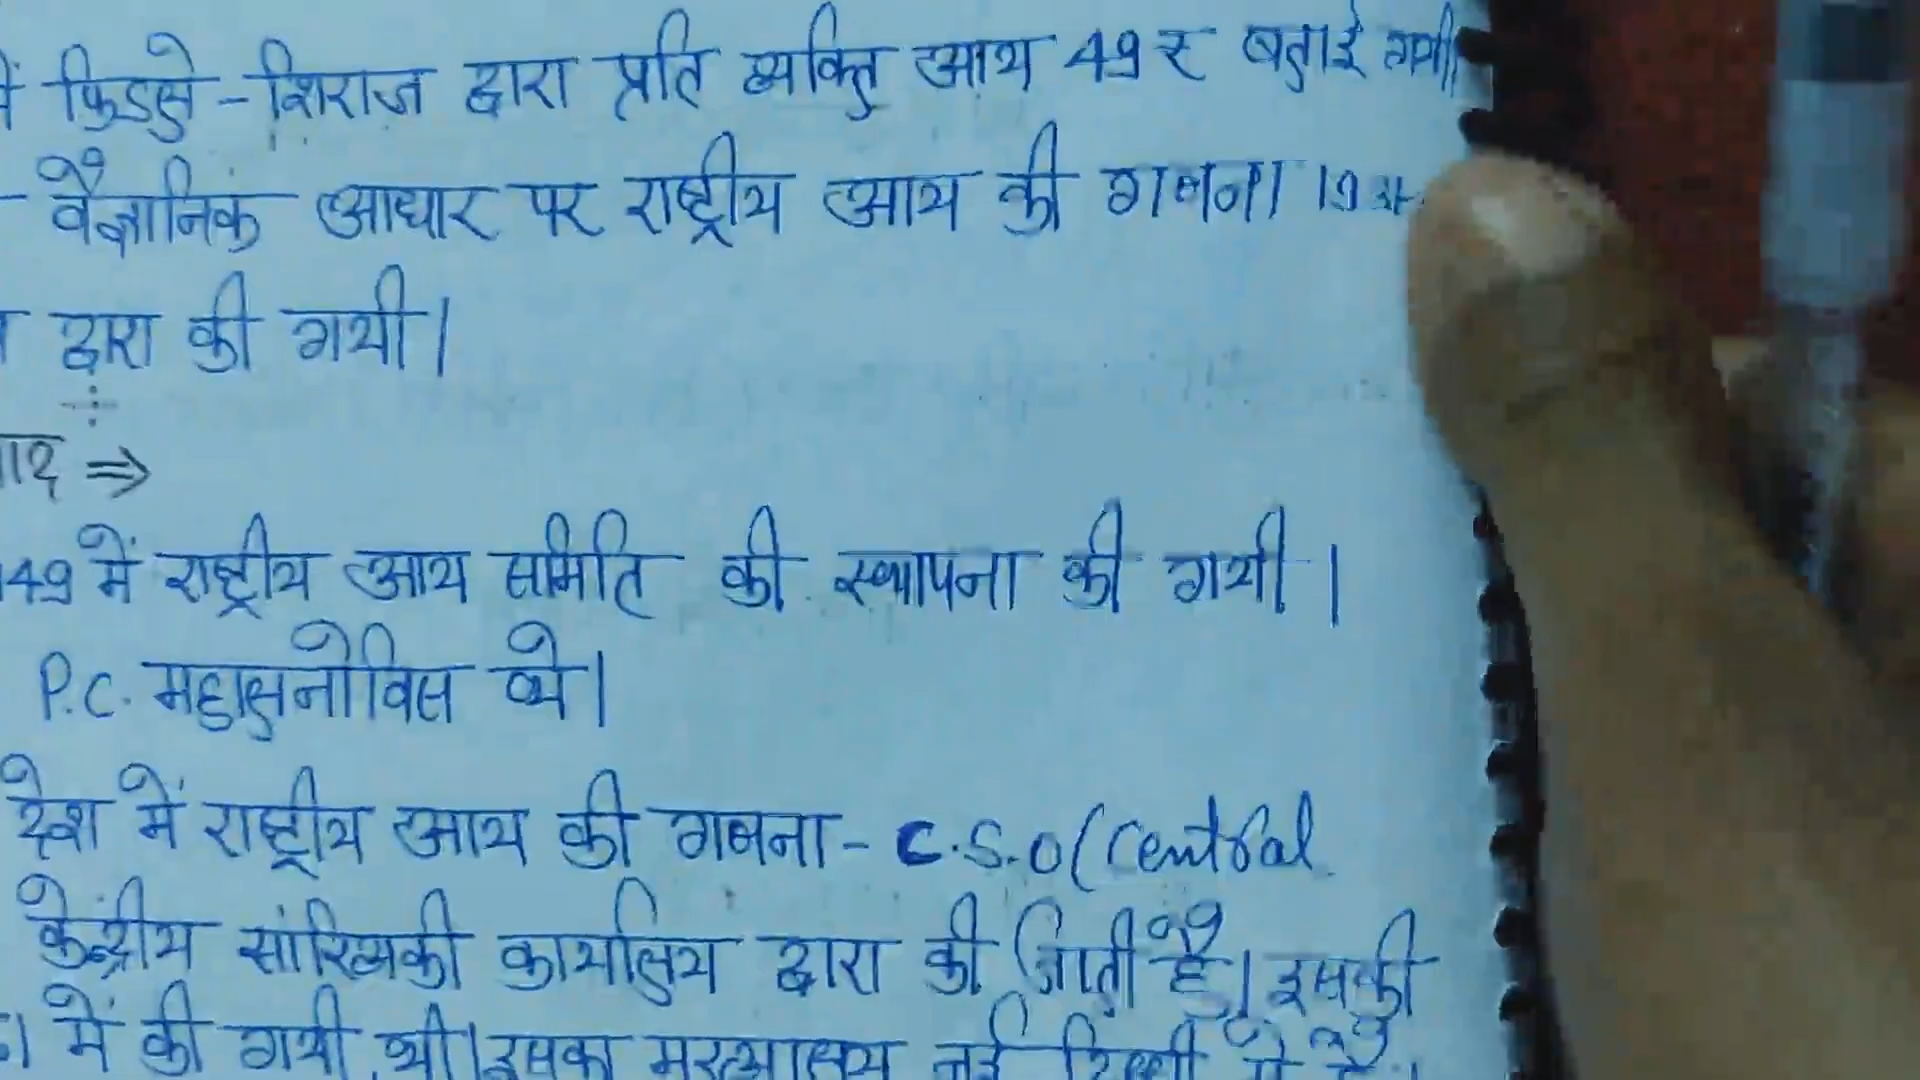 में फिडले - शिराज द्वारा प्रति व्यक्ति आय 49 र बताई गयी
वैज्ञानिक आधार पर राष्ट्रीय आय की गणना
द्वारा की गयी।
⇒
49 में राष्ट्रीय आय समिति की स्थापना की गयी।
P.C. महालनोविस थे।
देश में राष्ट्रीय आय की गणना - C.S.O (Central
केन्द्रीय सांख्यिकी कार्यालय द्वारा की जाती है। इसकी
में की गयी थी। इसका मुख्यालय नई दिल्ली में है।